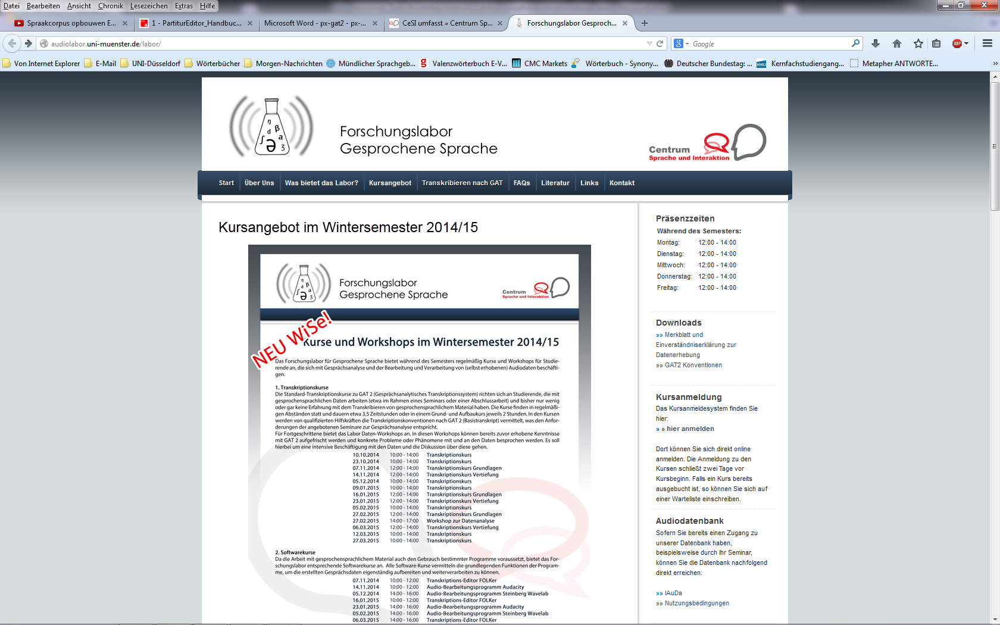 Datei Bearbeiten Ansicht Chronik Lesezeichen Extras Hilfe
Spraakcorpus opbouwen E... 1 - PartiturEditor_Handbuc... Microsoft Word - px-gat2 - px-... CeSI umfasst » Centrum Sp... Forschungslabor Gesproch...
audiolabor.uni-muenster.de/labor/ Google
Von Internet Explorer E-Mail UNI-Düsseldorf Wörterbücher Morgen-Nachrichten Mündlicher Sprachgeb... Valenzwörterbuch E-V... CMC Markets Wörterbuch - Synony... Deutscher Bundestag: ... Kernfachstudiengang... Metapher ANTWORTE...
Forschungslabor
Gesprochene Sprache
Centrum
Sprache und Interaktion
Start Über Uns Was bietet das Labor? Kursangebot Transkribieren nach GAT FAQs Literatur Links Kontakt
Kursangebot im Wintersemester 2014/15
Forschungslabor
Gesprochene Sprache
Centrum
Sprache und Interaktion
NEU WiSe!
Kurse und Workshops im Wintersemester 2014/15
Das Forschungslabor für Gesprochene Sprache bietet während des Semesters regelmäßig Kurse und Workshops für Studie-
rende an, die sich mit Gesprächsanalyse und der Bearbeitung und Verarbeitung von (selbst erhobenen) Audiodaten beschäfti-
gen.
1. Transkriptionskurse
Die Standard-Transkriptionskurse zu GAT 2 (Gesprächsanalytisches Transkriptionssystem) richten sich an Studierende, die mit
gesprochensprachlichen Daten arbeiten (etwa im Rahmen eines Seminars oder einer Abschlussarbeit) und bisher nur wenig
oder gar keine Erfahrung mit dem Transkribieren von gesprochensprachlichem Material haben. Die Kurse finden in regelmäßi-
gen Abständen statt und dauern etwa 3,5 Zeitstunden oder in einem Grund- und Aufbaukurs jeweils 2 Stunden. In den Kursen
werden von qualifizierten Hilfskräften die Transkriptionskonventionen nach GAT 2 (Basistranskript) vermittelt, was den Anfor-
derungen der angebotenen Seminare zur Gesprächsanalyse entspricht.
Für Fortgeschrittene bietet das Labor Daten-Workshops an. In diesen Workshops können bereits zuvor erhobene Kenntnisse
mit GAT 2 aufgefrischt werden und konkrete Probleme oder Phänomene mit und an den Daten besprochen werden. Es soll
hierbei um eine intensive Beschäftigung mit den Daten und die Diskussion über diese gehen.
10.10.2014 10:00 - 14:00 Transkriptionskurs
23.10.2014 10:00 - 14:00 Transkriptionskurs
07.11.2014 12:00 - 14:00 Transkriptionskurs Grundlagen
14.11.2014 12:00 - 14:00 Transkriptionskurs Vertiefung
05.12.2014 10:00 - 14:00 Transkriptionskurs
09.01.2015 10:00 - 14:00 Transkriptionskurs
16.01.2015 12:00 - 14:00 Transkriptionskurs Grundlagen
23.01.2015 12:00 - 14:00 Transkriptionskurs Vertiefung
05.02.2015 10:00 - 14:00 Transkriptionskurs
27.02.2015 12:00 - 14:00 Transkriptionskurs Grundlagen
27.02.2015 14:00 - 17:00 Workshop zur Datenanalyse
06.03.2015 12:00 - 14:00 Transkriptionskurs Vertiefung
12.03.2015 10:00 - 14:00 Transkriptionskurs
27.03.2015 10:00 - 14:00 Transkriptionskurs
2. Softwarekurse
Da die Arbeit mit gesprochensprachlichem Material auch den Gebrauch bestimmter Programme voraussetzt, bietet das For-
schungslabor entsprechende Softwarekurse an. Alle Software-Kurse vermitteln die grundlegenden Funktionen der Program-
me, um die erstellten Gesprächsdaten eigenständig aufbereiten und weiterverarbeiten zu können.
07.11.2014 10:00 - 12:00 Transkriptions-Editor FOLKer
14.11.2014 10:00 - 12:00 Audio-Bearbeitungsprogramm Audacity
05.12.2014 14:00 - 16:00 Audio-Bearbeitungsprogramm Steinberg Wavelab
16.01.2015 10:00 - 12:00 Transkriptions-Editor FOLKer
23.01.2015 14:00 - 16:00 Audio-Bearbeitungsprogramm Audacity
05.02.2015 14:00 - 16:00 Audio-Bearbeitungsprogramm Steinberg Wavelab
06.03.2015 14:00 - 16:00 Transkriptions-Editor FOLKer
Präsenzzeiten
Während des Semesters:
Montag: 12:00 - 14:00
Dienstag: 12:00 - 14:00
Mittwoch: 12:00 - 14:00
Donnerstag: 12:00 - 14:00
Freitag: 12:00 - 14:00
Downloads
»» Merkblatt und
Einverständniserklärung zur
Datenerhebung
»» GAT2 Konventionen
Kursanmeldung
Das Kursanmeldesystem finden Sie
hier:
» » hier anmelden
Dort können Sie sich direkt online
anmelden. Die Anmeldung zu den
Kursen schließt zwei Tage vor
Kursbeginn. Falls ein Kurs bereits
ausgebucht ist, so können Sie sich auf
einer Warteliste einschreiben.
Audiodatenbank
Sofern Sie bereits einen Zugang zu
unserer Datenbank haben,
beispielsweise durch Ihr Seminar,
können Sie die Datenbank nachfolgend
direkt erreichen:
»» lAuDa
»» Nutzungsbedingungen